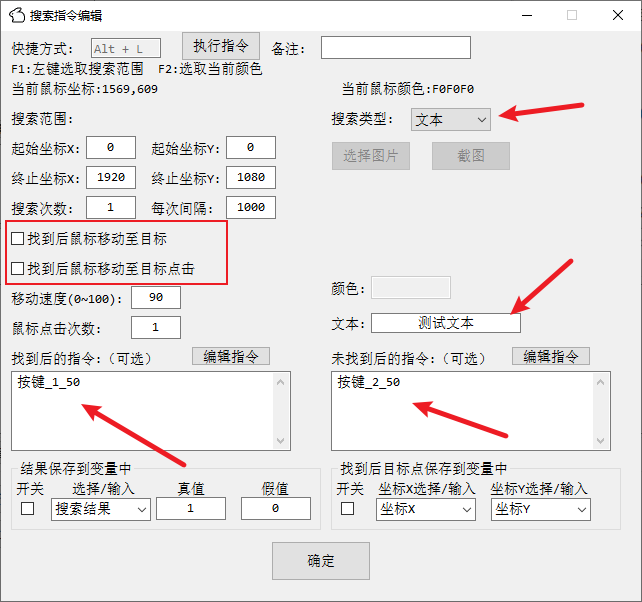 搜索指令编辑
快捷方式: Alt + L 执行指令 备注:
F1:左键选取搜索范围 F2:选取当前颜色
当前鼠标坐标:1569,609 当前鼠标颜色:F0F0F0
搜索范围: 搜索类型: 文本
起始坐标X: 0 起始坐标Y: 0 选择图片 截图
终止坐标X: 1920 终止坐标Y: 1080
搜索次数: 1 每次间隔: 1000
找到后鼠标移动至目标
找到后鼠标移动至目标点击
移动速度(0~100): 90 颜色:
鼠标点击次数: 1 文本: 测试文本
找到后的指令:（可选） 编辑指令 未找到后的指令:（可选） 编辑指令
按键_1_50 按键_2_50
结果保存到变量中 找到后目标点保存到变量中
开关 选择/输入 真值 假值 开关 坐标X选择/输入 坐标Y选择/输入
搜索结果 1 0 坐标X 坐标Y
确定